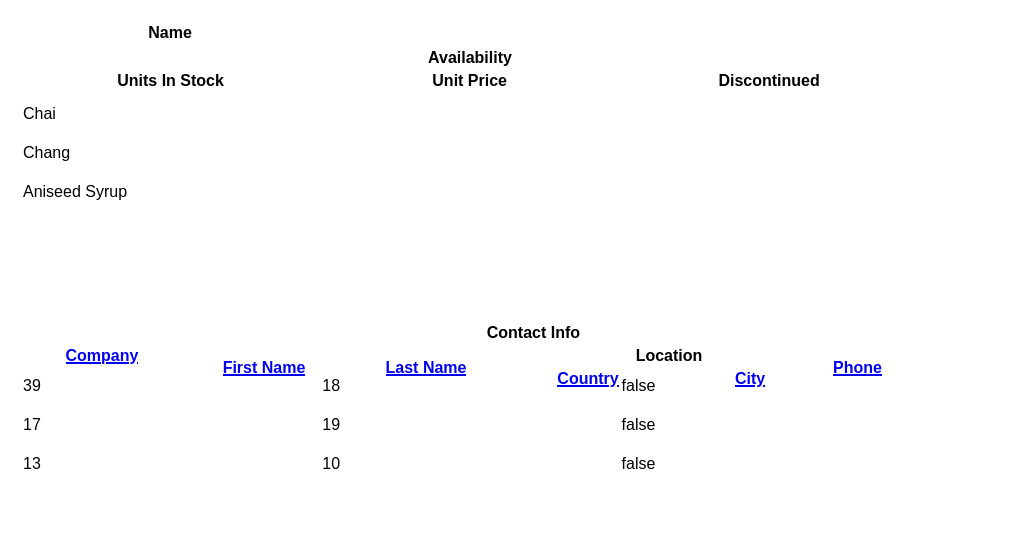 Name
Availability
Units In Stock Unit Price Discontinued
Chai
Chang
Aniseed Syrup
Contact Info
Company Location
First Name Last Name Phone
Country City
39 18 false
17 19 false
13 10 false